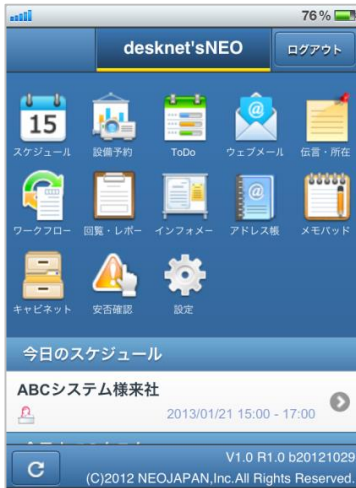 76%
desknet'sNEO
ログアウト
15
スケジュール 設備予約 ToDo ウェブメール 伝言・所在
ワークフロー 回覧・レポー インフォメー アドレス帳 メモパッド
キャビネット 安否確認 設定
今日のスケジュール
ABCシステム様来社
2013/01/21 15:00 - 17:00
V1.0 R1.0 b20121029
(C)2012 NEOJAPAN,Inc.All Rights Reserved.